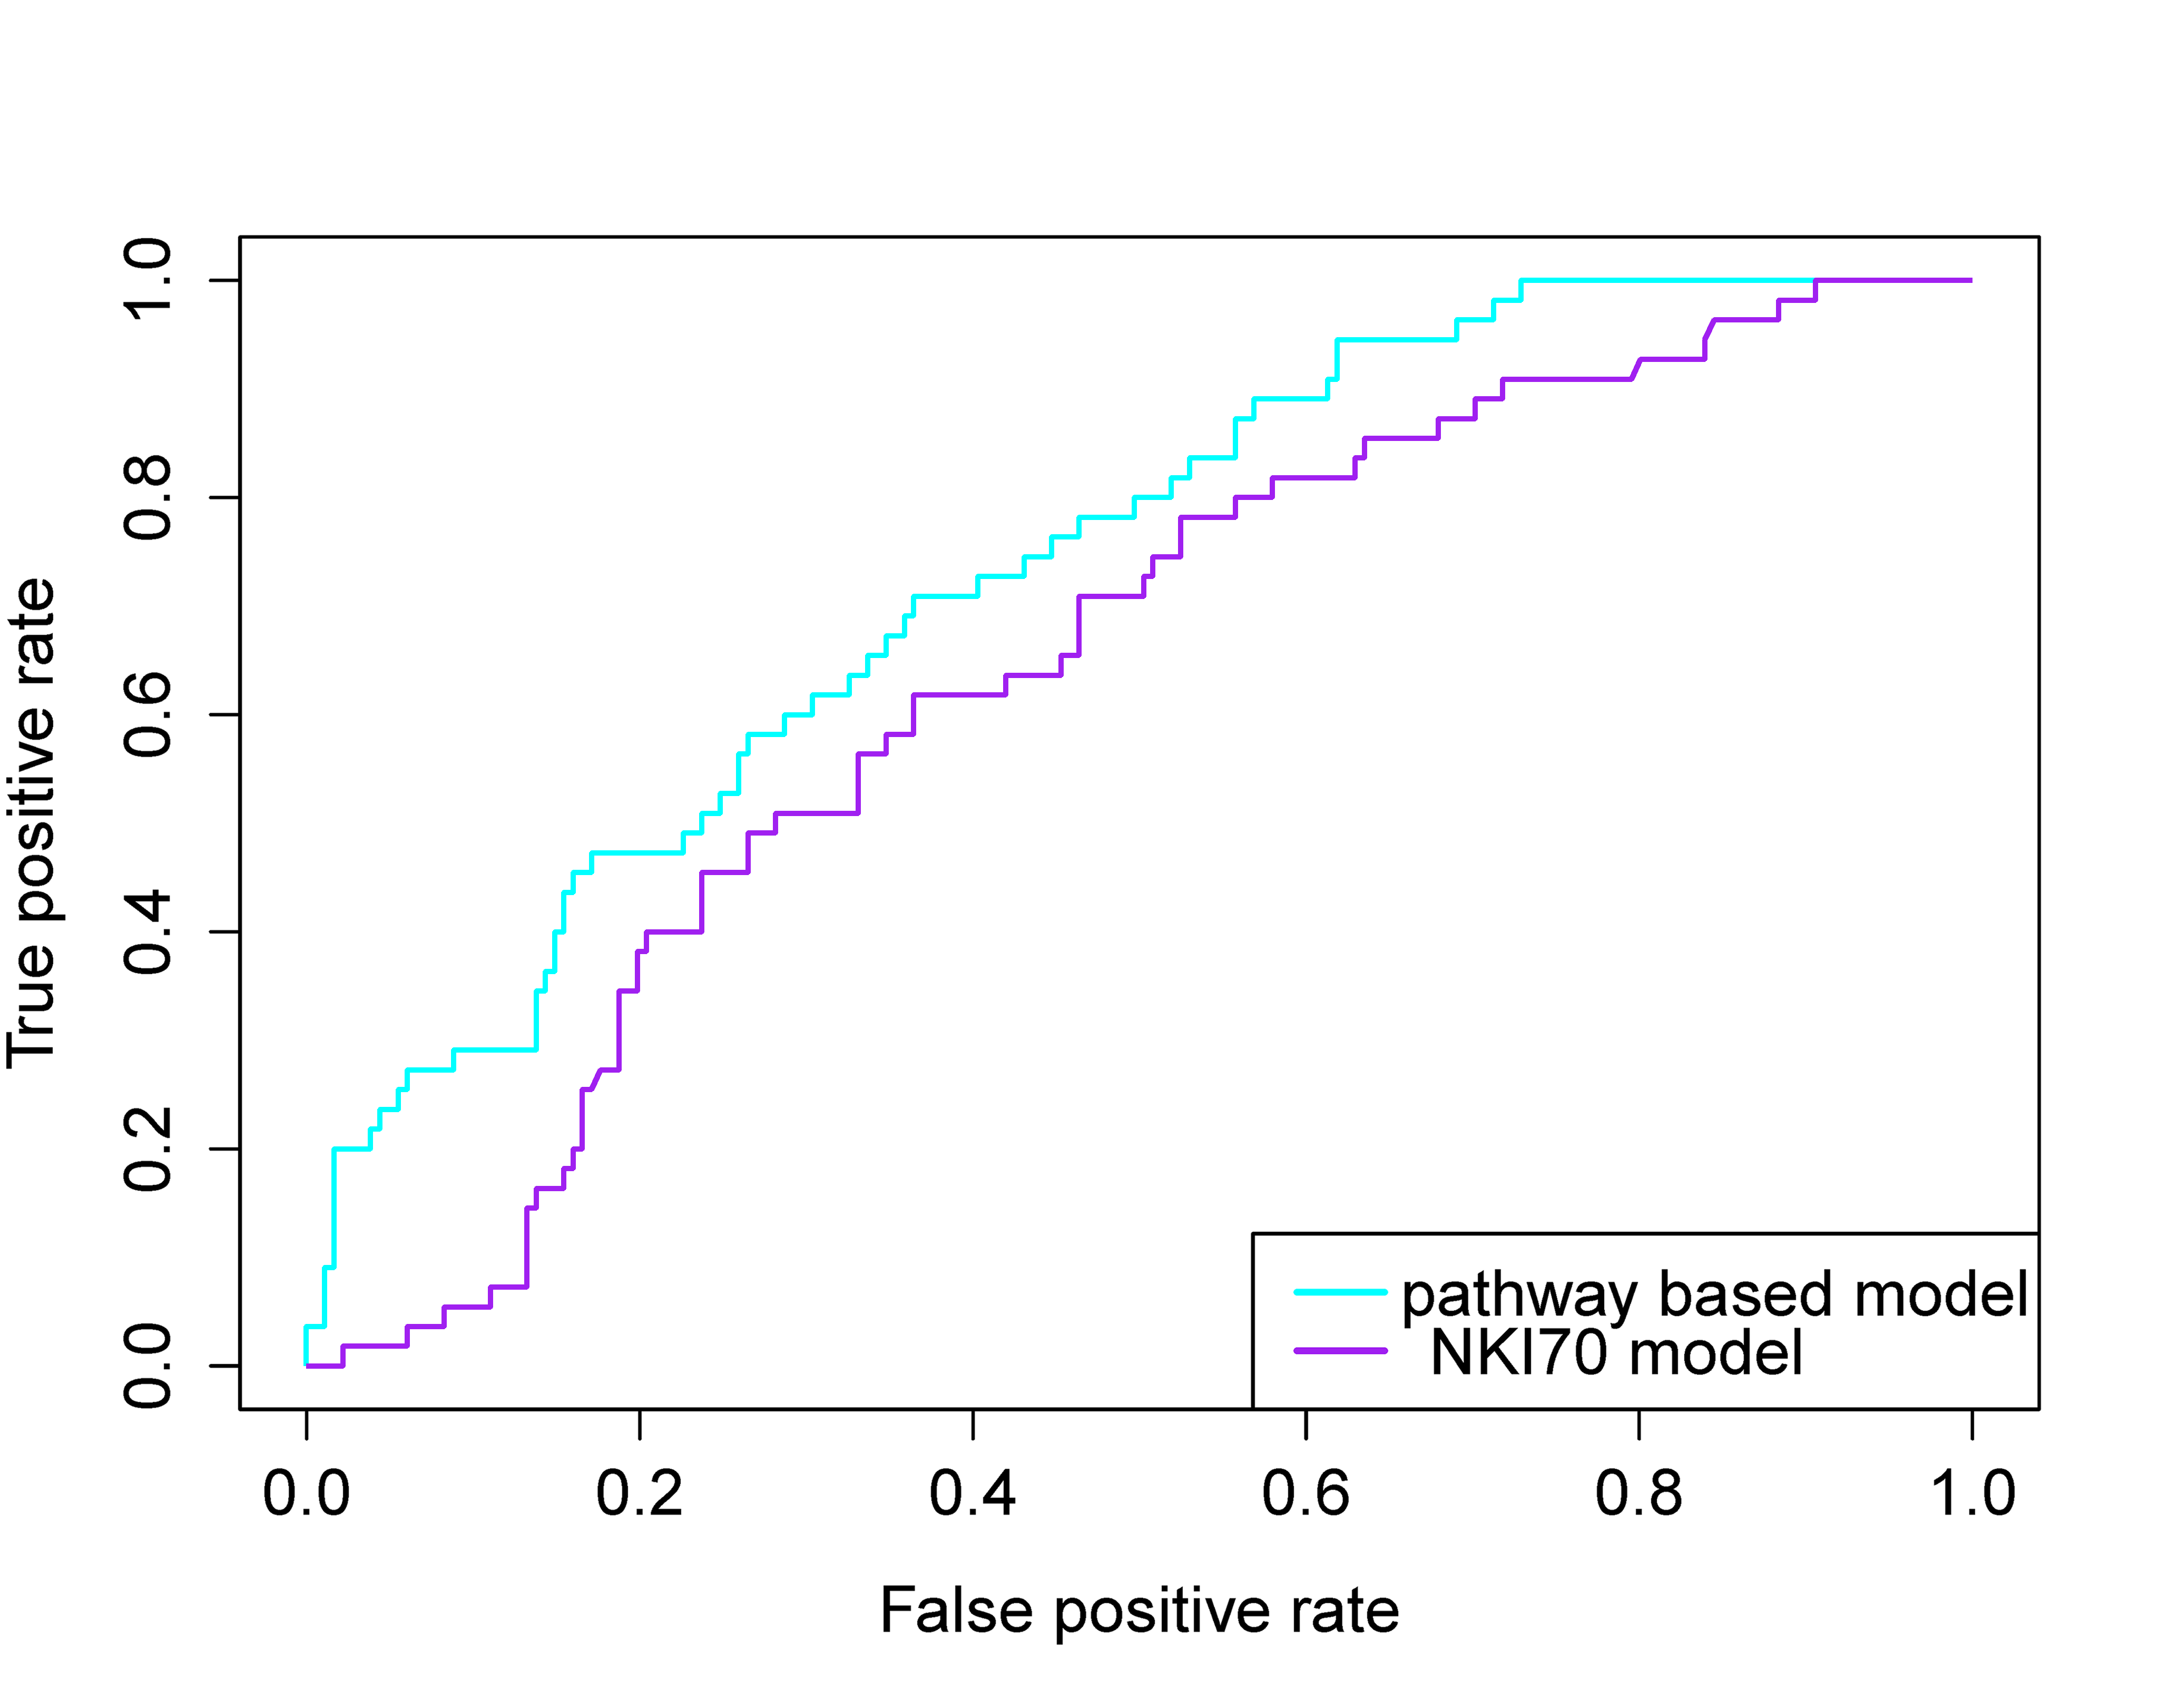 True positive rate
1.0
0.8
0.6
0.4
0.2
0.0
pathway based model
NKI70 model
0.0 0.2 0.4 0.6 0.8 1.0
False positive rate